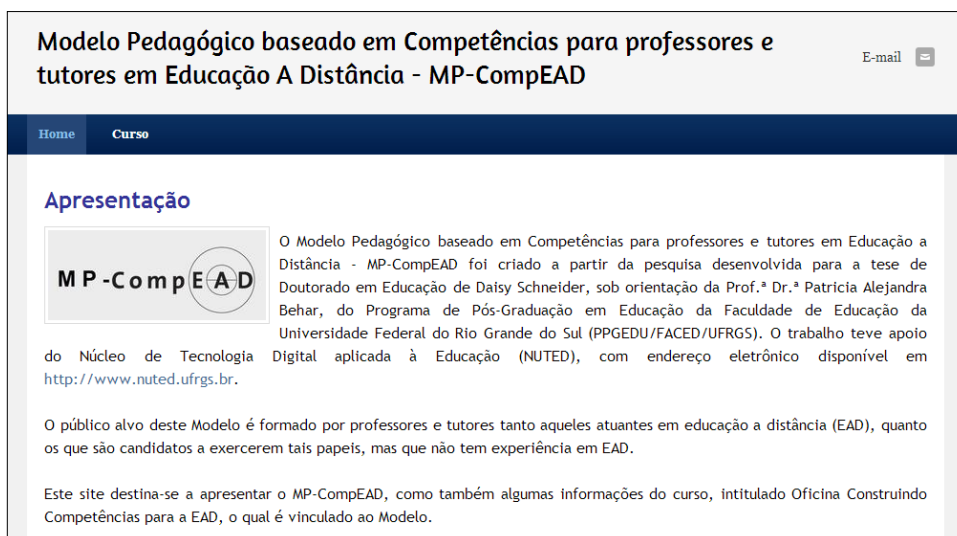 Modelo Pedagógico baseado em Competências para professores e
tutores em Educação A Distância - MP-CompEAD
E-mail
Home Curso
Apresentação
MP-CompEAD
O Modelo Pedagógico baseado em Competências para professores e tutores em Educação a
Distância - MP-CompEAD foi criado a partir da pesquisa desenvolvida para a tese de
Doutorado em Educação de Daisy Schneider, sob orientação da Prof.ª Dr.ª Patricia Alejandra
Behar, do Programa de Pós-Graduação em Educação da Faculdade de Educação da
Universidade Federal do Rio Grande do Sul (PPGEDU/FACED/UFRGS). O trabalho teve apoio
do Núcleo de Tecnologia Digital aplicada à Educação (NUTED), com endereço eletrônico disponível em
http://www.nuted.ufrgs.br.
O público alvo deste Modelo é formado por professores e tutores tanto aqueles atuantes em educação a distância (EAD), quanto
os que são candidatos a exercerem tais papeis, mas que não tem experiência em EAD.
Este site destina-se a apresentar o MP-CompEAD, como também algumas informações do curso, intitulado Oficina Construindo
Competências para a EAD, o qual é vinculado ao Modelo.